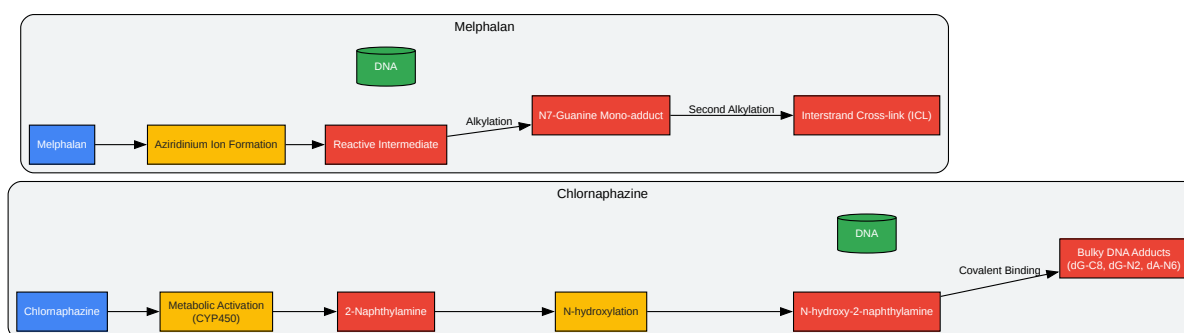 Melphalan
DNA
Melphalan
Aziridinium Ion Formation
Reactive Intermediate
Alkylation
N7-Guanine Mono-adduct
Second Alkylation
Interstrand Cross-link (ICL)
Chlornaphazine
DNA
Chlornaphazine
Metabolic Activation
(CYP450)
2-Naphthylamine
N-hydroxylation
N-hydroxy-2-naphthylamine
Covalent Binding
Bulky DNA Adducts
(dG-C8, dG-N2, dA-N6)